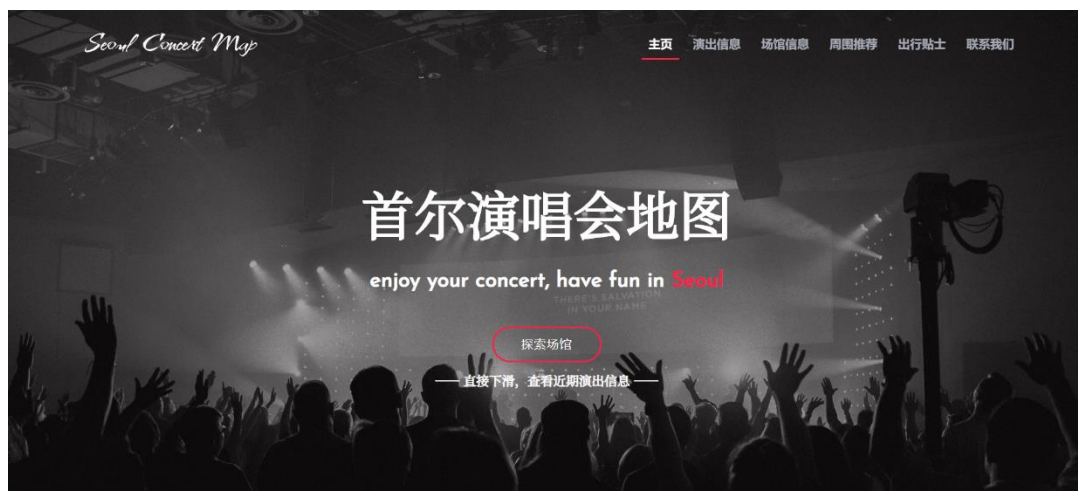 Seoul Concert Map
主页 演出信息 场馆信息 周围推荐 出行贴士 联系我们
首尔演唱会地图
enjoy your concert, have fun in Seoul
THERE'S SALVATION
IN YOUR NAME
探索场馆
—— 直接下滑，查看近期演出信息 ——